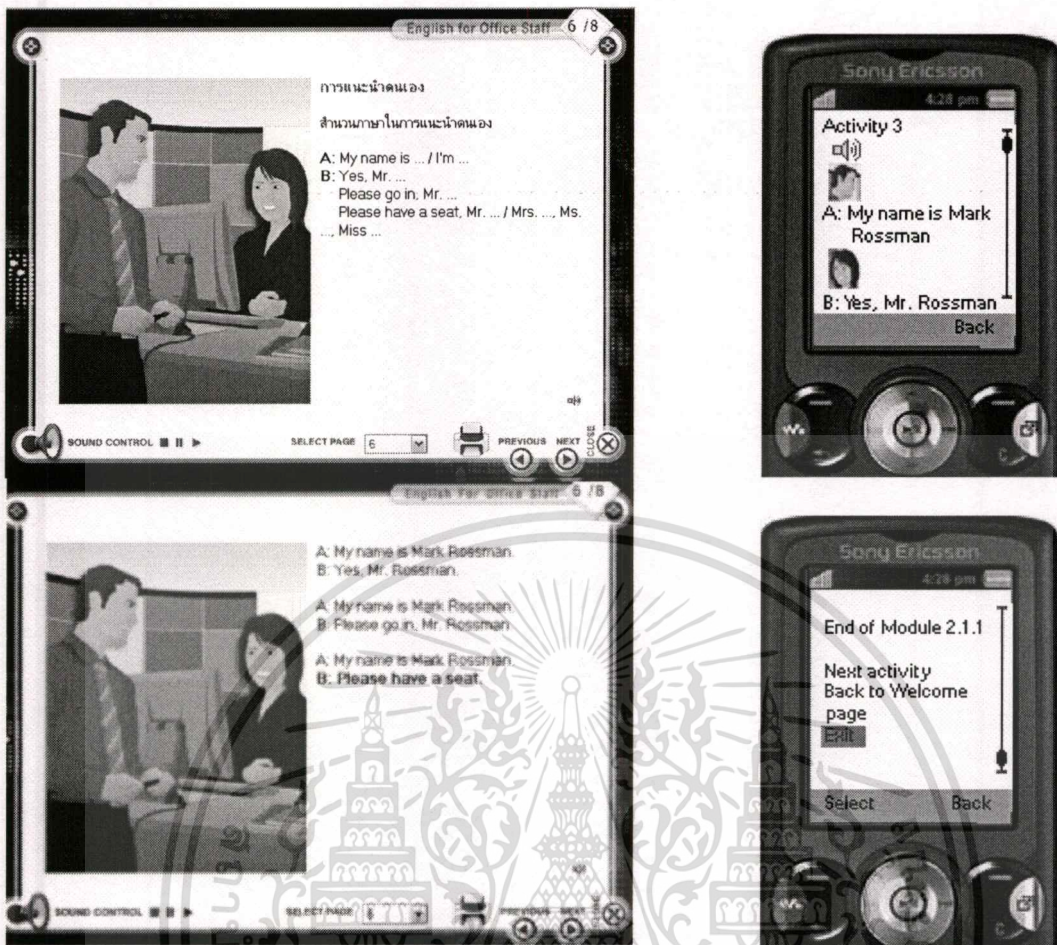 English for Office Staff 6 /8
การแนะนำตนเอง
สำนวนภาษาในการแนะนำตนเอง
A: My name is ... / I'm ...
B: Yes, Mr. ...
Please go in, Mr. ...
Please have a seat, Mr. ... / Mrs. ..., Ms.
..., Miss ...
SOUND CONTROL
SELECT PAGE 6
PREVIOUS NEXT
CLOSE
Sony Ericsson
4:28 pm
Activity 3
A: My name is Mark
Rossman
B: Yes, Mr. Rossman
Back
English For Office Staff 6 /8
A: My name is Mark Rossman.
B: Yes, Mr. Rossman.
A: My name is Mark Rossman
B: Please go in, Mr. Rossman
A: My name is Mark Rossman.
B: Please have a seat.
SOUND CONTROL
SELECT PAGE 6
PREVIOUS NEXT
CLOSE
Sony Ericsson
4:28 pm
End of Module 2.1.1
Next activity
Back to Welcome
page
Exit
Select Back